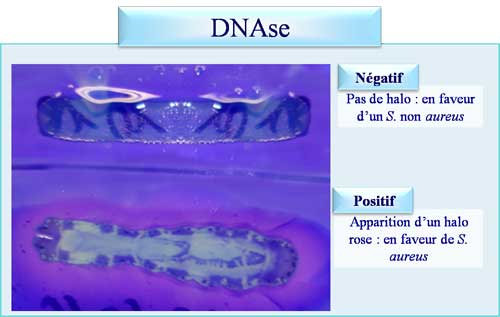 DNAse
Négatif
Pas de halo : en faveur
d'un S. non aureus
Positif
Apparition d'un halo
rose : en faveur de S.
aureus